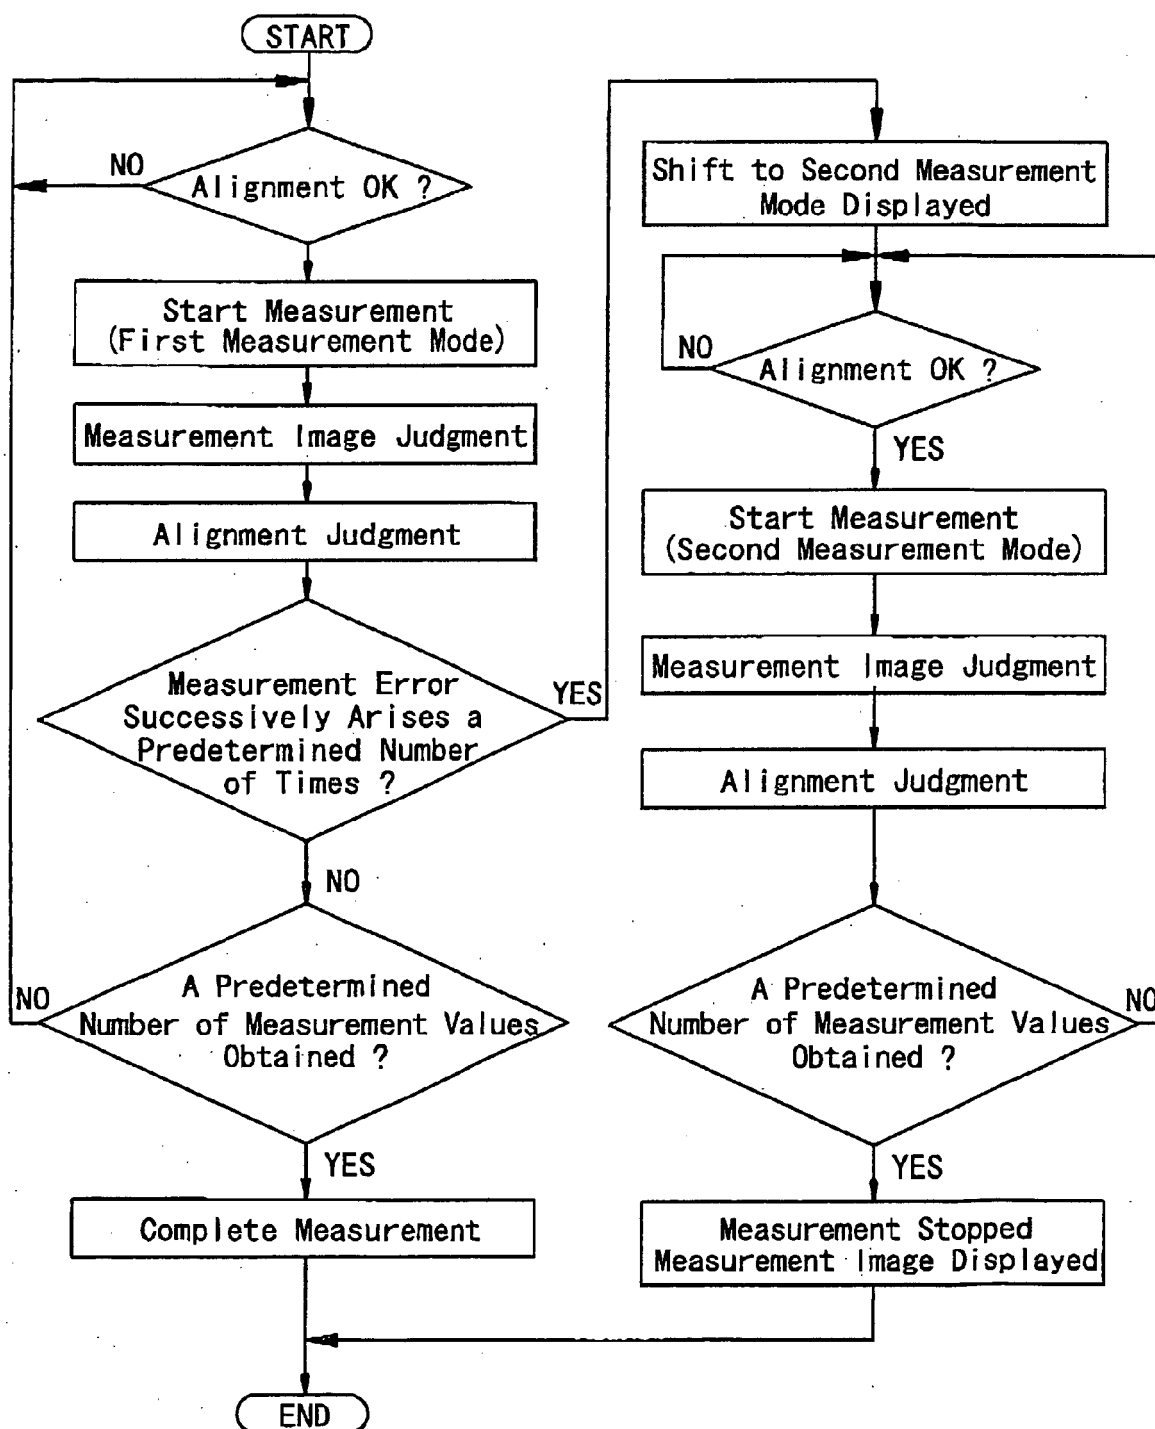 START
NO
Alignment OK ?
Start Measurement
(First Measurement Mode)
Measurement Image Judgment
Alignment Judgment
Measurement Error
Successively Arises a
Predetermined Number
of Times ?
YES
NO
A Predetermined
Number of Measurement Values
Obtained ?
NO
YES
Complete Measurement
Shift to Second Measurement
Mode Displayed
NO
Alignment OK ?
YES
Start Measurement
(Second Measurement Mode)
Measurement Image Judgment
Alignment Judgment
A Predetermined
Number of Measurement Values
Obtained ?
NO
YES
Measurement Stopped
Measurement Image Displayed
END